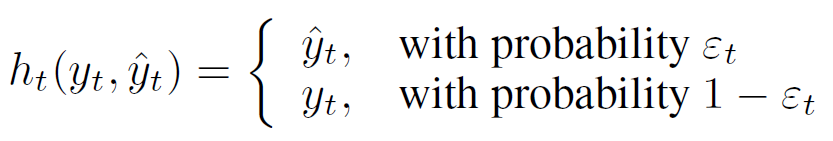 h_t(y_t, ŷ_t) = { ŷ_t, with probability ε_t
y_t, with probability 1 − ε_t